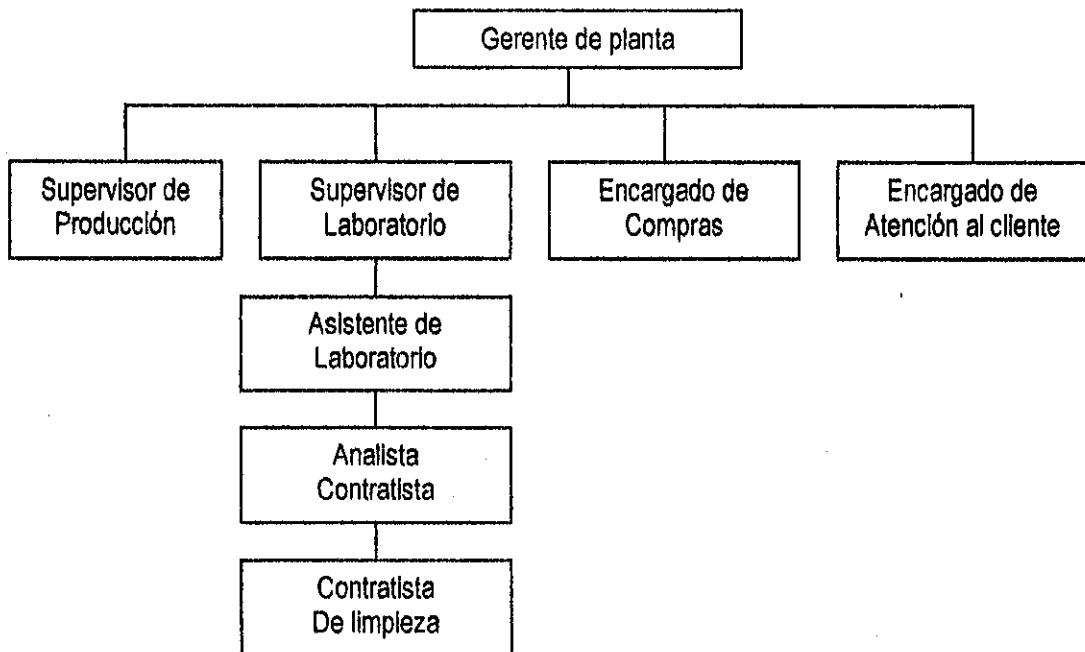 Gerente de planta
Supervisor de
Producción
Supervisor de
Laboratorio
Encargado de
Compras
Encargado de
Atención al cliente
Asistente de
Laboratorio
Analista
Contratista
Contratista
De limpieza